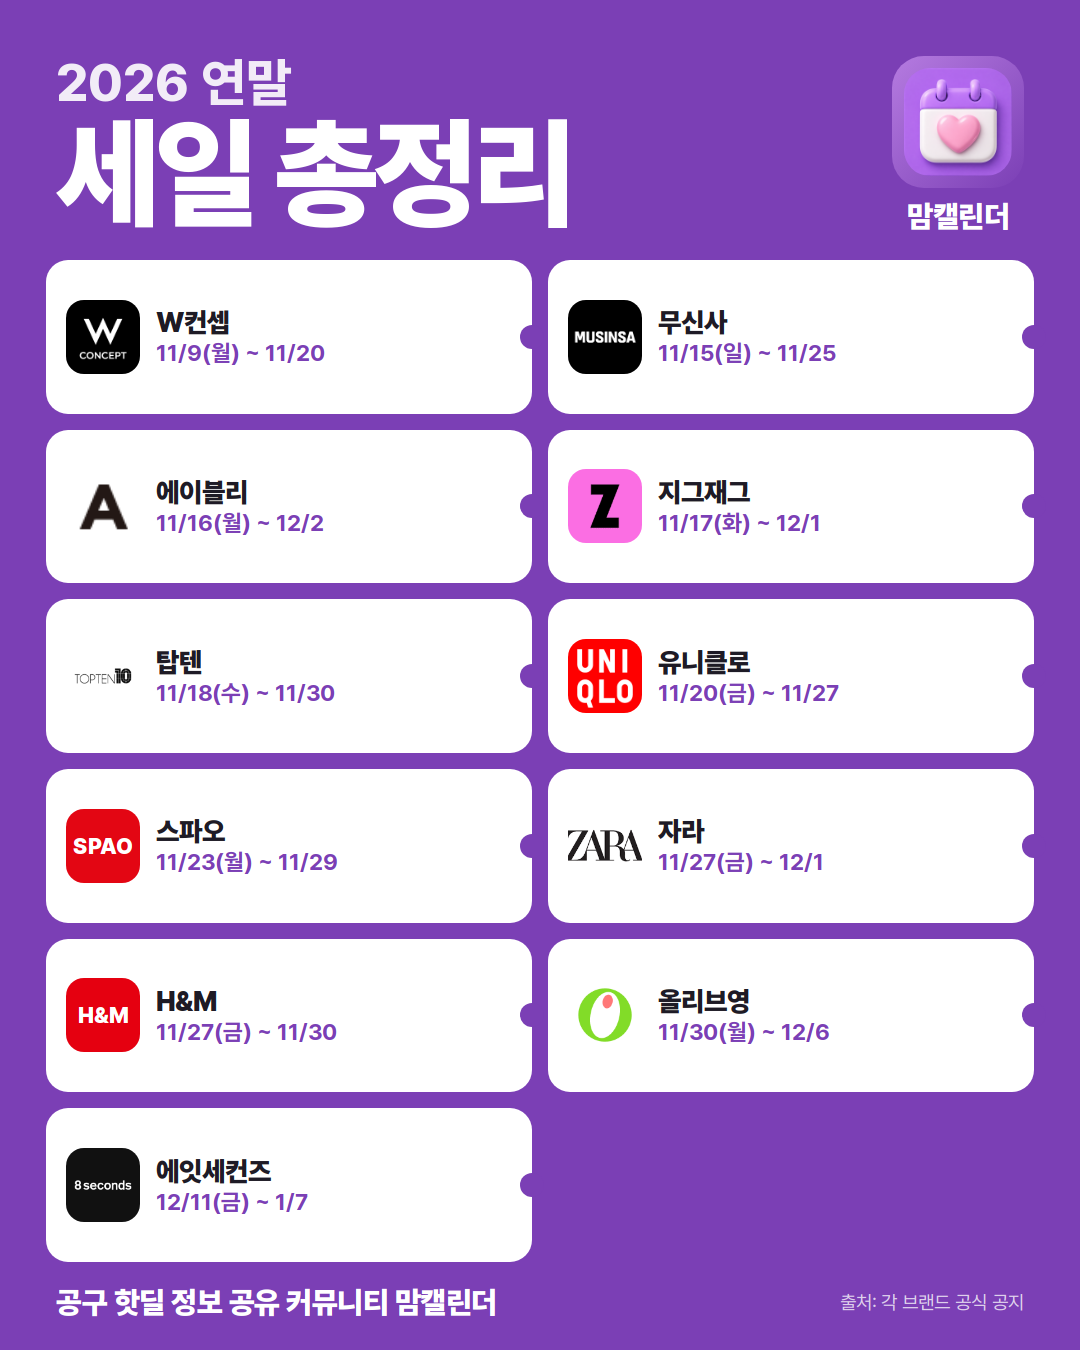 2026 연말
세일 총정리
맘캘린더
W CONCEPT
W컨셉
11/9(월) ~ 11/20
MUSINSA
무신사
11/15(일) ~ 11/25
A
에이블리
11/16(월) ~ 12/2
Z
지그재그
11/17(화) ~ 12/1
TOPTEN10
탑텐
11/18(수) ~ 11/30
UNI
QLO
유니클로
11/20(금) ~ 11/27
SPAO
스파오
11/23(월) ~ 11/29
ZARA
자라
11/27(금) ~ 12/1
H&M
H&M
11/27(금) ~ 11/30
올리브영
11/30(월) ~ 12/6
8 seconds
에잇세컨즈
12/11(금) ~ 1/7
공구 핫딜 정보 공유 커뮤니티 맘캘린더
출처: 각 브랜드 공식 공지